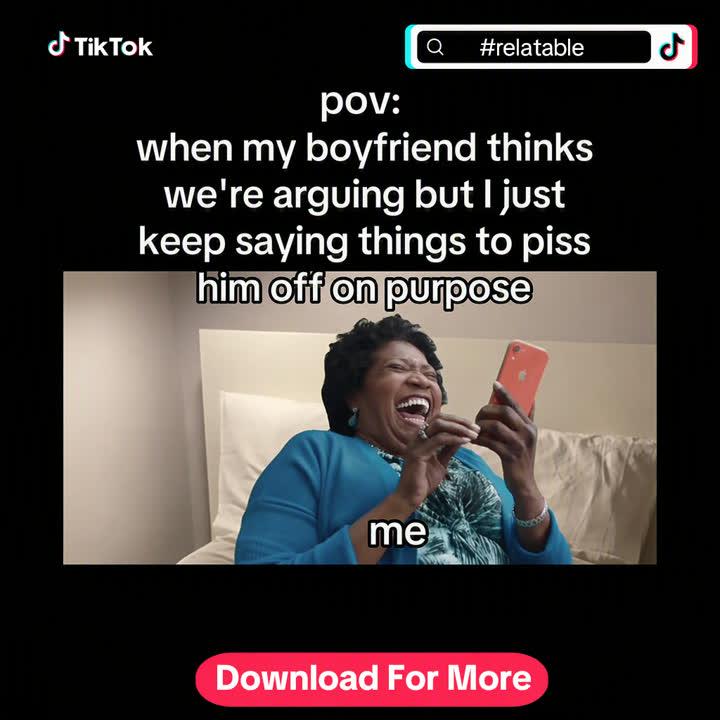 TikTok
#relatable
pov:
when my boyfriend thinks
we're arguing but I just
keep saying things to piss
him off on purpose
me
Download For More